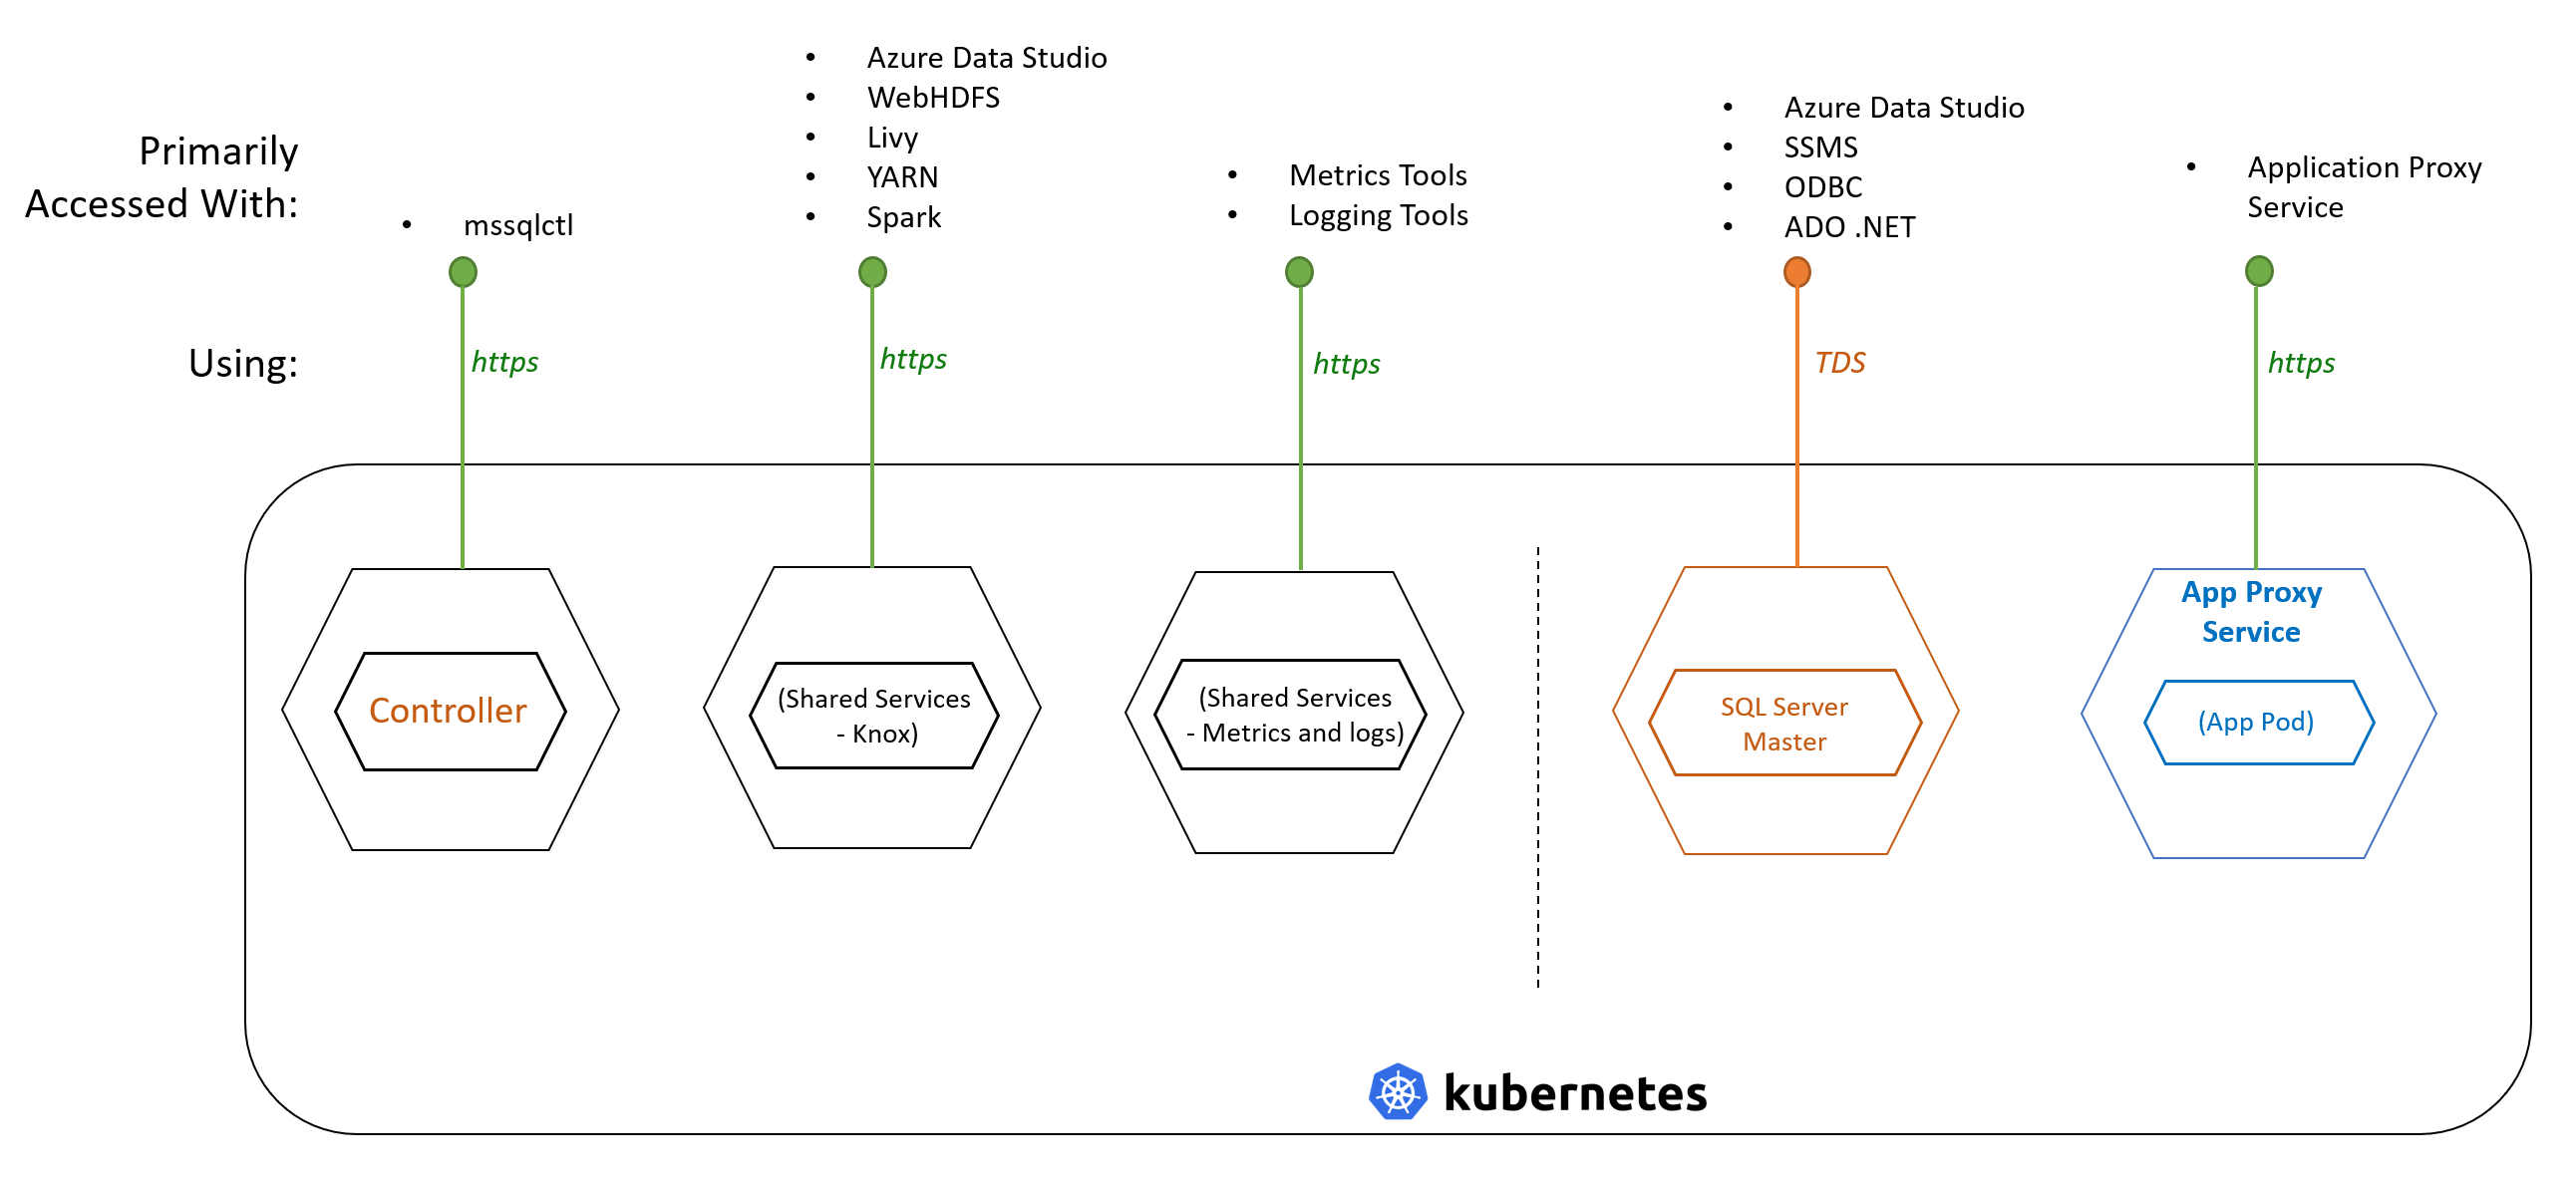 Primarily
Accessed With:
• mssqlctl
• Azure Data Studio
• WebHDFS
• Livy
• YARN
• Spark
• Metrics Tools
• Logging Tools
• Azure Data Studio
• SSMS
• ODBC
• ADO .NET
• Application Proxy
Service
Using:
https
https
https
TDS
https
Controller
(Shared Services
- Knox)
(Shared Services
- Metrics and logs)
SQL Server
Master
App Proxy
Service
(App Pod)
kubernetes